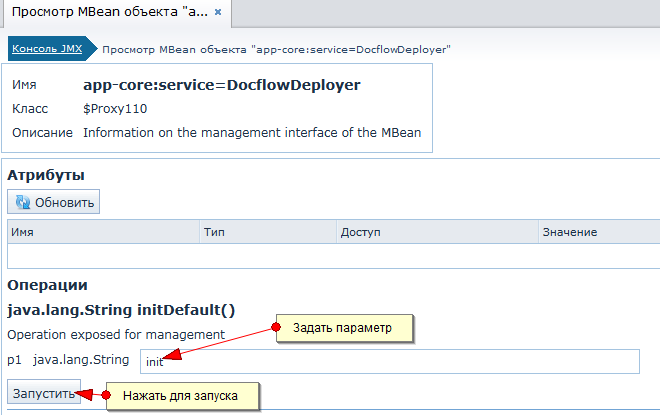 Просмотр MBean объекта "а... ×
Консоль JMX Просмотр MBean объекта "app-core:service=DocflowDeployer"
Имя app-core:service=DocflowDeployer
Класс $Proxy110
Описание Information on the management interface of the MBean
Атрибуты
Обновить
Имя Тип Доступ Значение
Операции
java.lang.String initDefault()
Operation exposed for management
Задать параметр
p1 java.lang.String init
Запустить Нажать для запуска